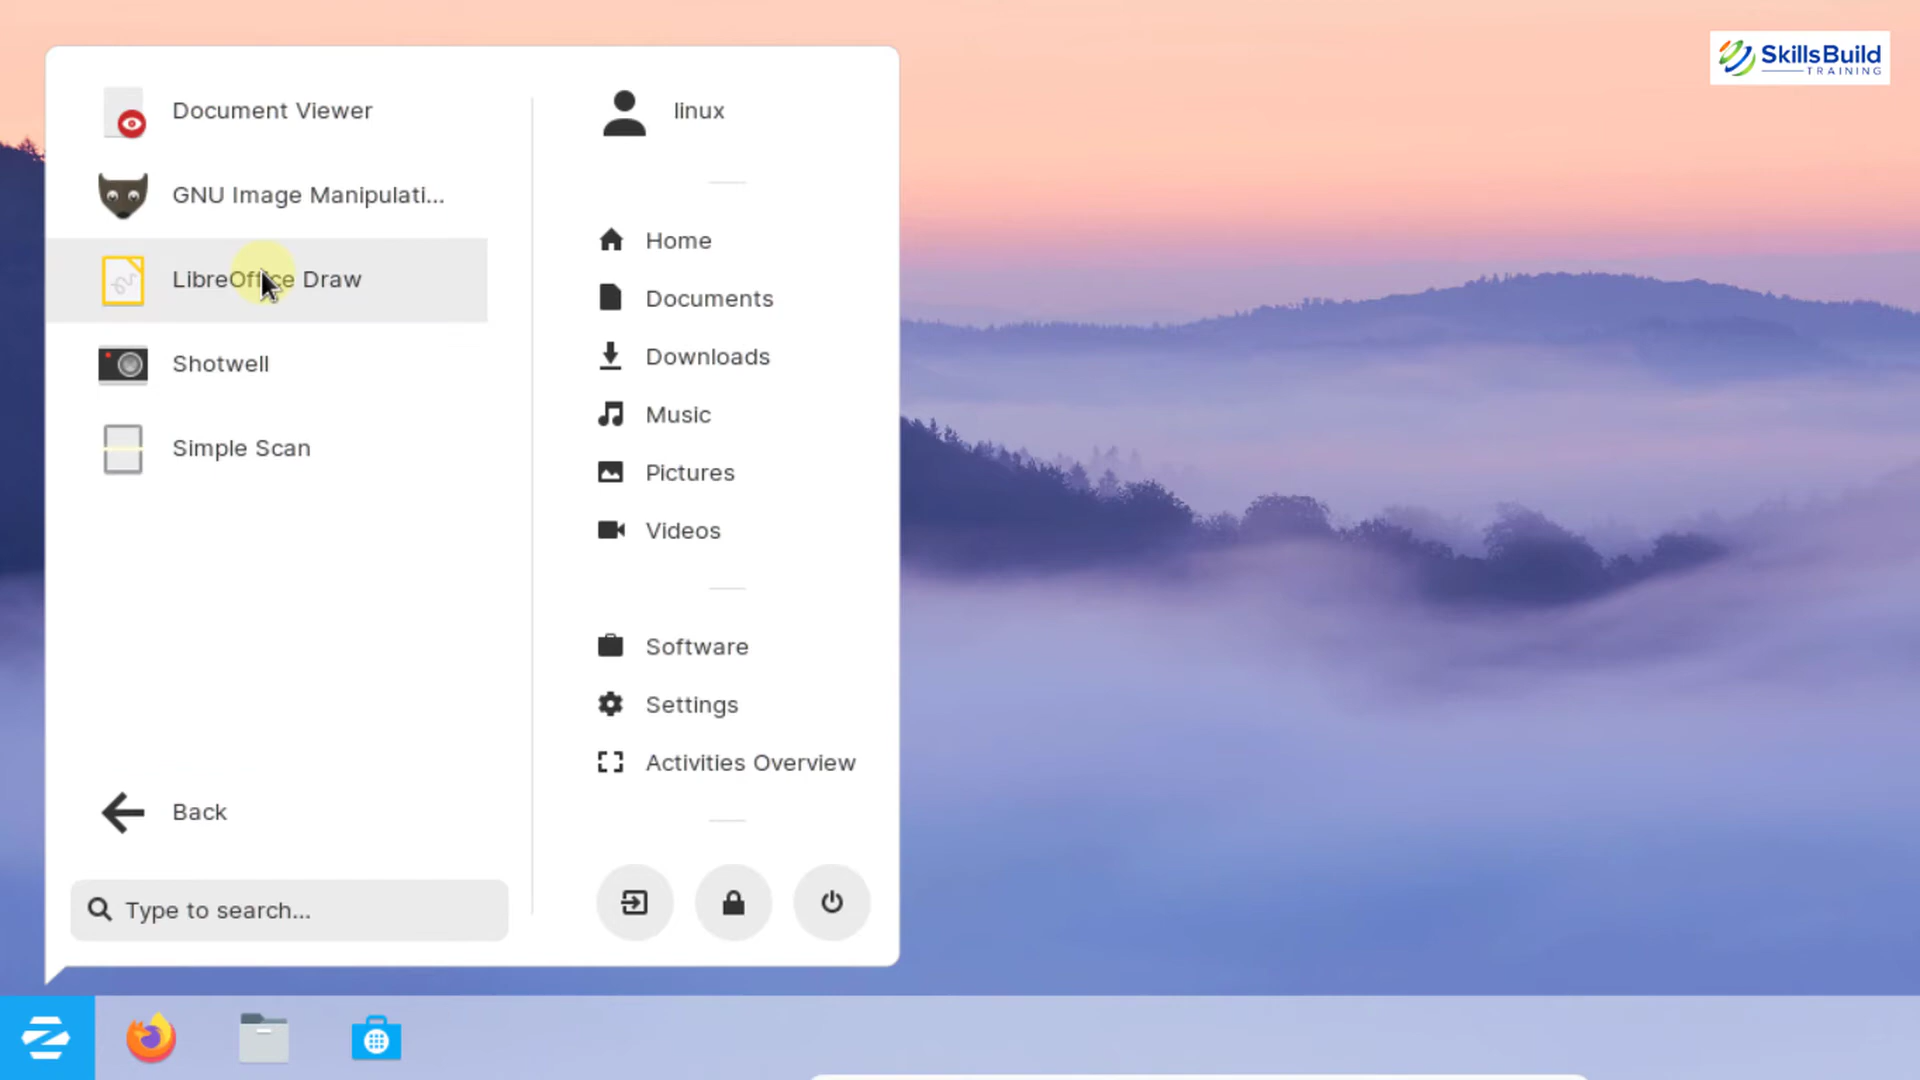 SkillsBuild
TRAINING
Document Viewer
GNU Image Manipulati...
LibreOffice Draw
Shotwell
Simple Scan
Back
Type to search...
linux
Home
Documents
Downloads
Music
Pictures
Videos
Software
Settings
Activities Overview